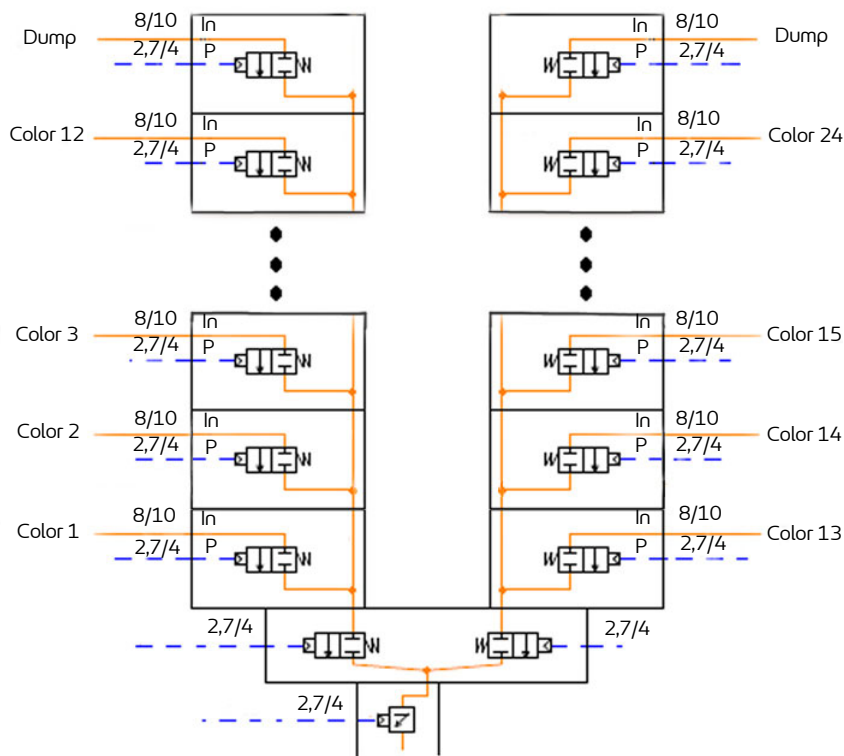 8/10 In In 8/10
Dump 2,7/4 P P 2,7/4 Dump
8/10 In In 8/10
Color 12 2,7/4 P P 2,7/4 Color 24
8/10 In In 8/10
Color 3 2,7/4 P P 2,7/4 Color 15
8/10 In In 8/10
Color 2 2,7/4 P P 2,7/4 Color 14
8/10 In In 8/10
Color 1 2,7/4 P P 2,7/4 Color 13
2,7/4 2,7/4
2,7/4